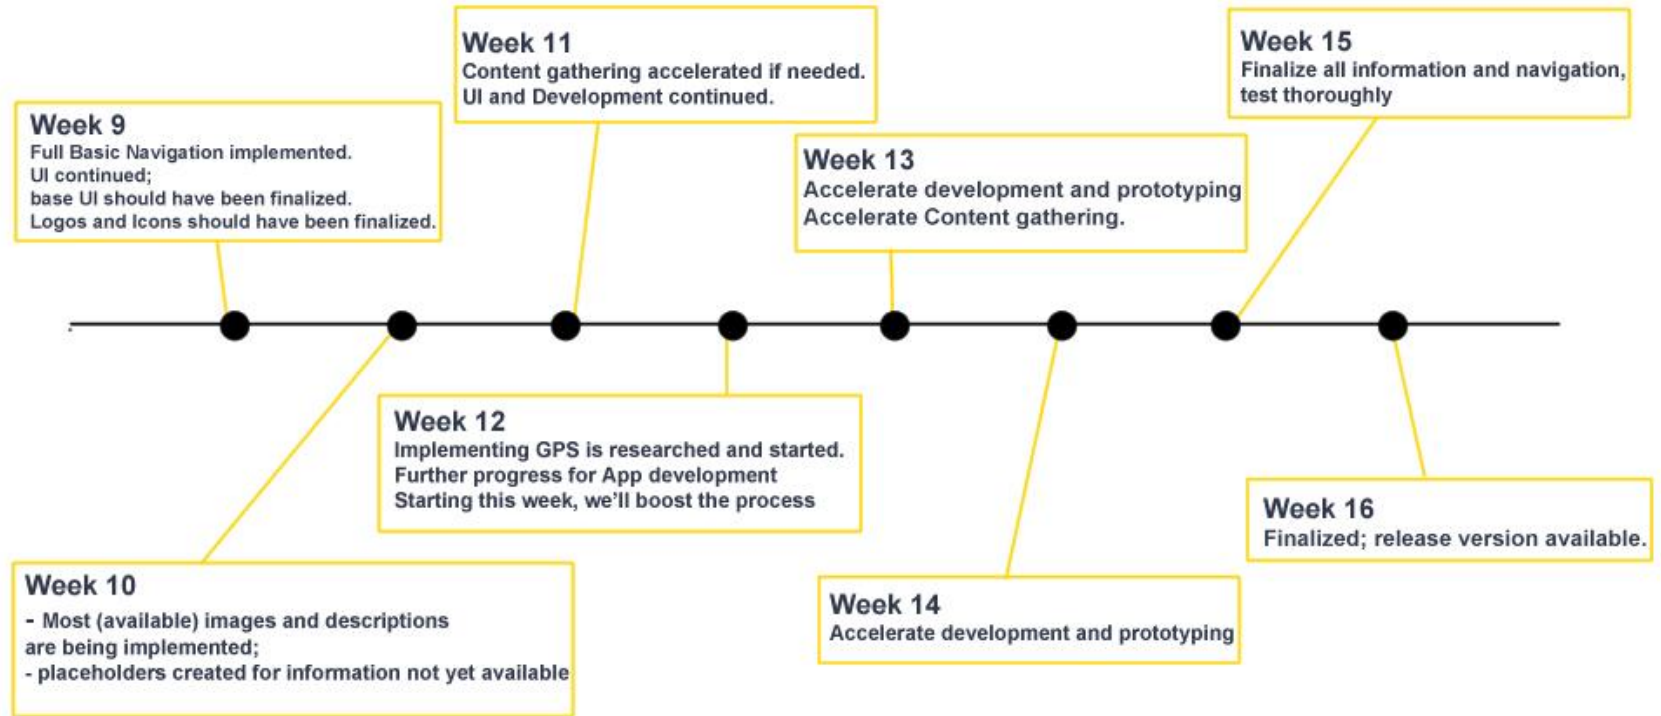 Week 9
Full Basic Navigation implemented.
UI continued;
base UI should have been finalized.
Logos and Icons should have been finalized.
Week 10
- Most (available) images and descriptions
are being implemented;
- placeholders created for information not yet available
Week 11
Content gathering accelerated if needed.
UI and Development continued.
Week 12
Implementing GPS is researched and started.
Further progress for App development
Starting this week, we'll boost the process
Week 13
Accelerate development and prototyping
Accelerate Content gathering.
Week 14
Accelerate development and prototyping
Week 15
Finalize all information and navigation,
test thoroughly
Week 16
Finalized; release version available.